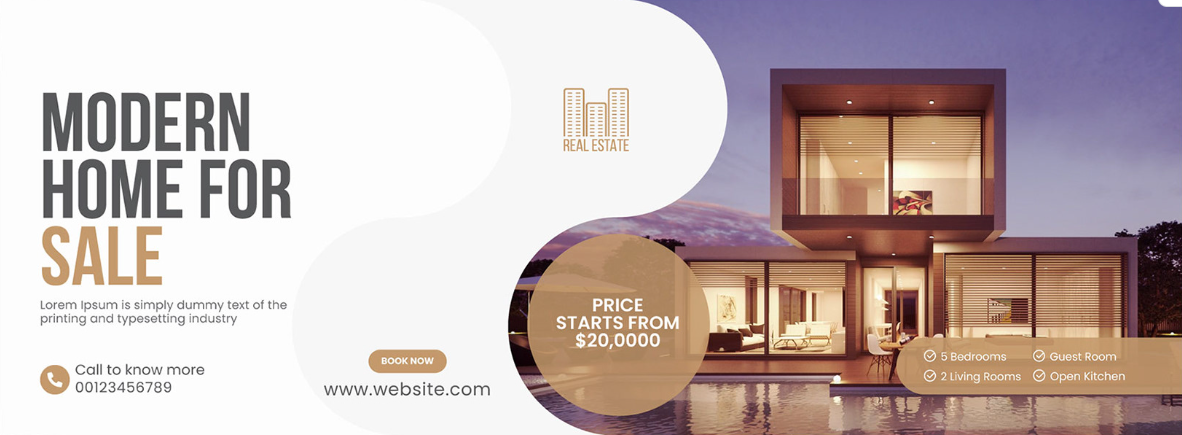 MODERN
HOME FOR
SALE
Lorem Ipsum is simply dummy text of the
printing and typesetting industry
Call to know more
00123456789
BOOK NOW
www.website.com
REAL ESTATE
PRICE
STARTS FROM
$20,0000
5 Bedrooms
Guest Room
2 Living Rooms
Open Kitchen